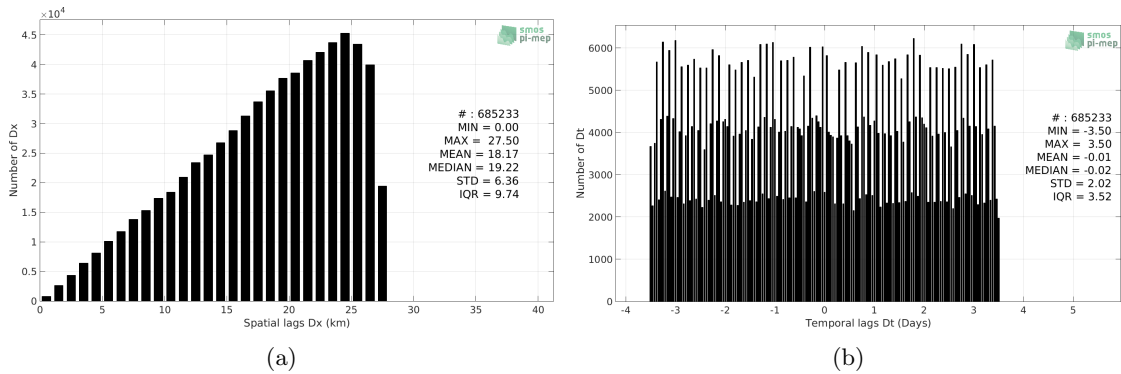 ×10⁴
4.5
4
3.5
3
2.5
2
1.5
1
0.5
0
Number of Dx
0 5 10 15 20 25 30 35 40
Spatial lags Dx (km)
smos
pi-mep
# : 685233
MIN = 0.00
MAX = 27.50
MEAN = 18.17
MEDIAN = 19.22
STD = 6.36
IQR = 9.74
(a)
6000
5000
4000
3000
2000
1000
0
Number of Dt
-4 -3 -2 -1 0 1 2 3 4 5
Temporal lags Dt (Days)
smos
pi-mep
# : 685233
MIN = -3.50
MAX = 3.50
MEAN = -0.01
MEDIAN = -0.02
STD = 2.02
IQR = 3.52
(b)